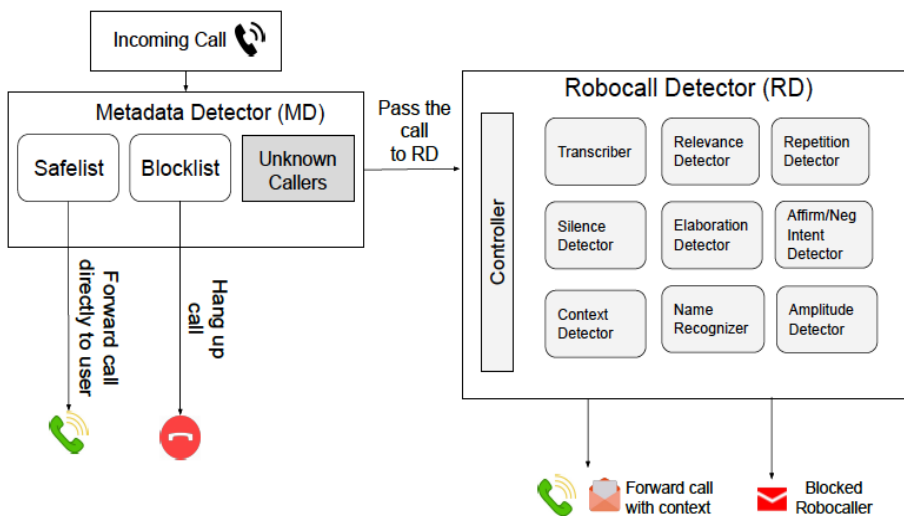 Incoming Call
Metadada Detector (MD)
Safelist
Blocklist
Unknown
Callers
Pass the
call
to RD
Forward call
directly to user
Hang up
call
Robocall Detector (RD)
Controller
Transcriber
Relevance
Detector
Repetition
Detector
Silence
Detector
Elaboration
Detector
Affirm/Neg
Intent
Detector
Context
Detector
Name
Recognizer
Amplitude
Detector
Forward call
with context
Blocked
Robocaller